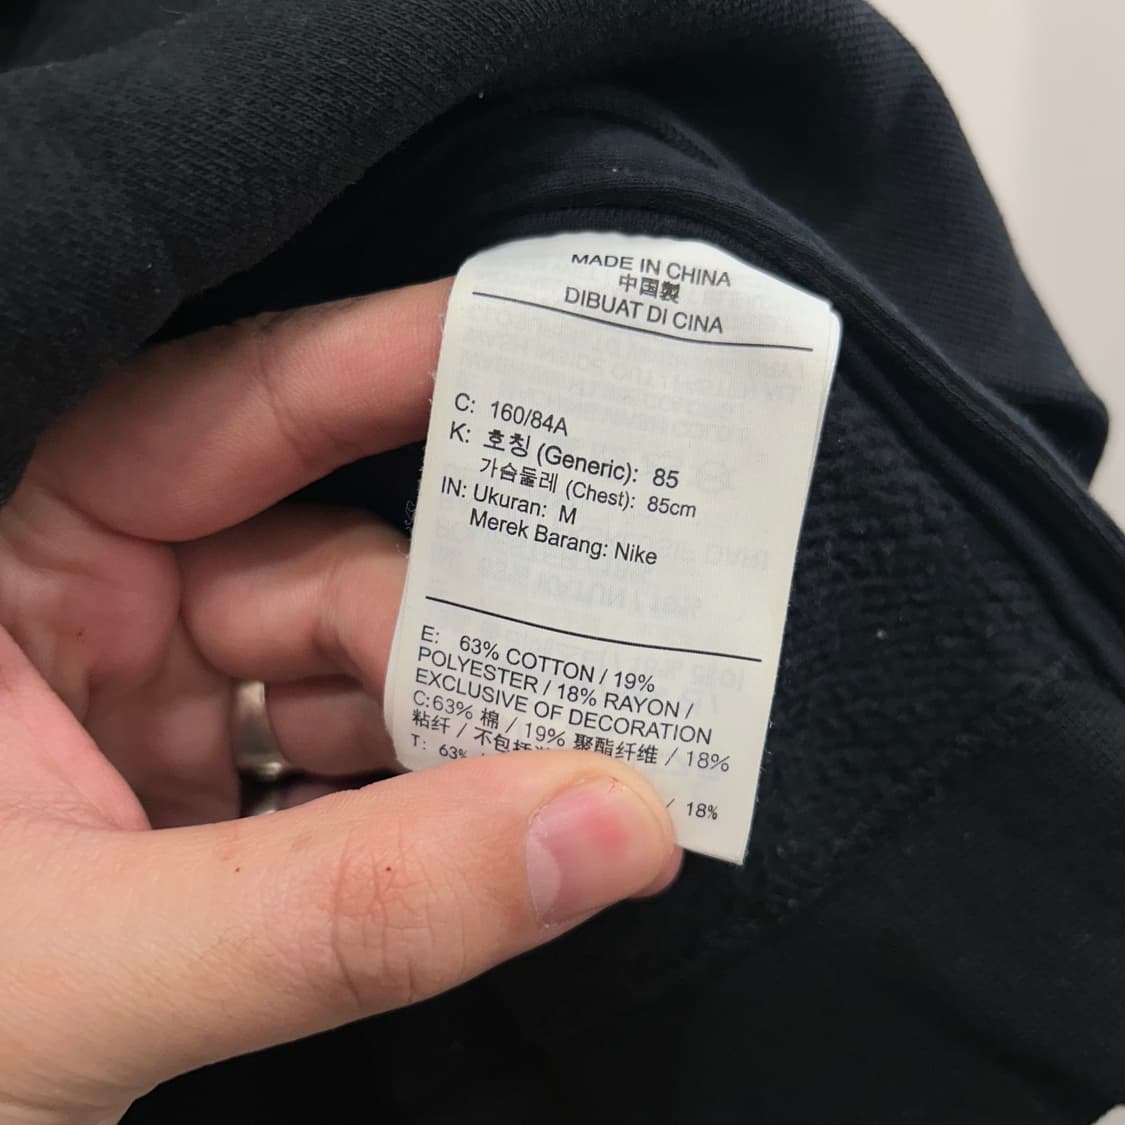 MADE IN CHINA
中国製
DIBUAT DI CINA
C: 160/84A
K: 호칭 (Generic): 85
가슴둘레 (Chest): 85cm
IN: Ukuran: M
Merek Barang: Nike
E: 63% COTTON / 19%
POLYESTER / 18% RAYON /
EXCLUSIVE OF DECORATION
C:63% 棉 / 19% 聚酯纤维 / 18%
粘纤 / 不包括
T: 63%
/ 18%